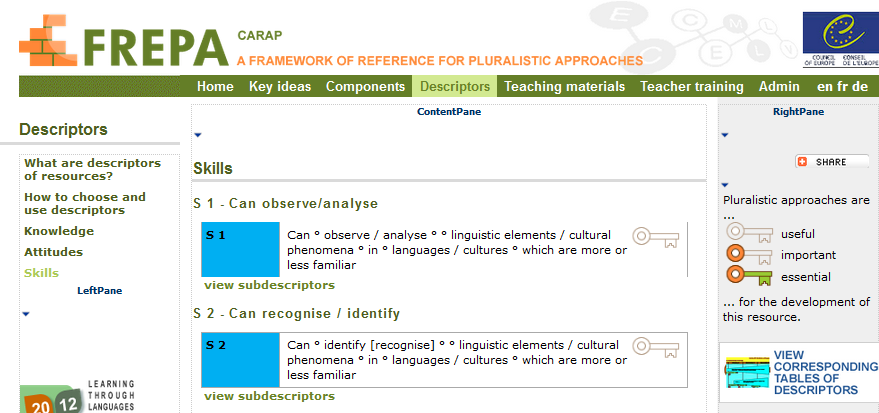 FREPA
CARAP
A FRAMEWORK OF REFERENCE FOR PLURALISTIC APPROACHES
E C M L
C E L N
COUNCIL OF EUROPE
CONSEIL DE L'EUROPE
Home Key ideas Components Descriptors Teaching materials Teacher training Admin en fr de
Descriptors
What are descriptors
of resources?
How to choose and
use descriptors
Knowledge
Attitudes
Skills
LeftPane
LEARNING
THROUGH
LANGUAGES
20 12
ContentPane
Skills
S 1 - Can observe/analyse
S 1
Can ° observe / analyse ° ° linguistic elements / cultural
phenomena ° in ° languages / cultures ° which are more or
less familiar
view subdescriptors
S 2 - Can recognise / identify
S 2
Can ° identify [recognise] ° ° linguistic elements / cultural
phenomena ° in ° languages / cultures ° which are more or
less familiar
view subdescriptors
RightPane
SHARE
Pluralistic approaches are
...
useful
important
essential
... for the development of
this resource.
VIEW
CORRESPONDING
TABLES OF
DESCRIPTORS